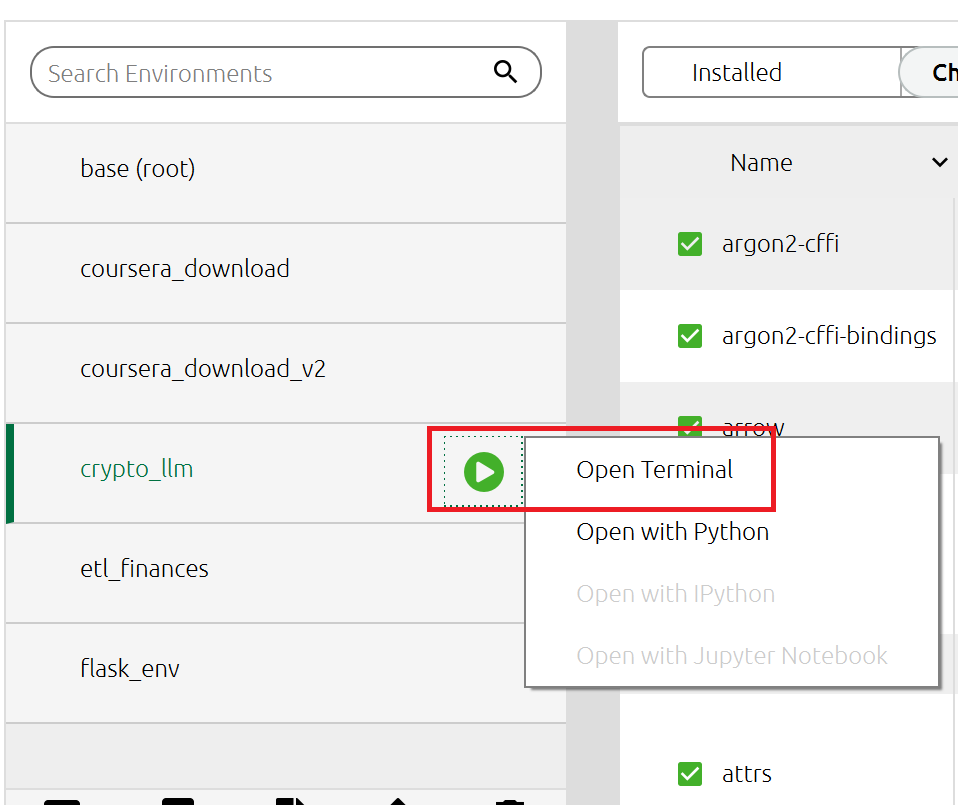 Search Environments
base (root)
coursera_download
coursera_download_v2
crypto_llm
etl_finances
flask_env
Installed
Ch
Name
argon2-cffi
argon2-cffi-bindings
arrow
Open Terminal
Open with Python
Open with IPython
Open with Jupyter Notebook
attrs